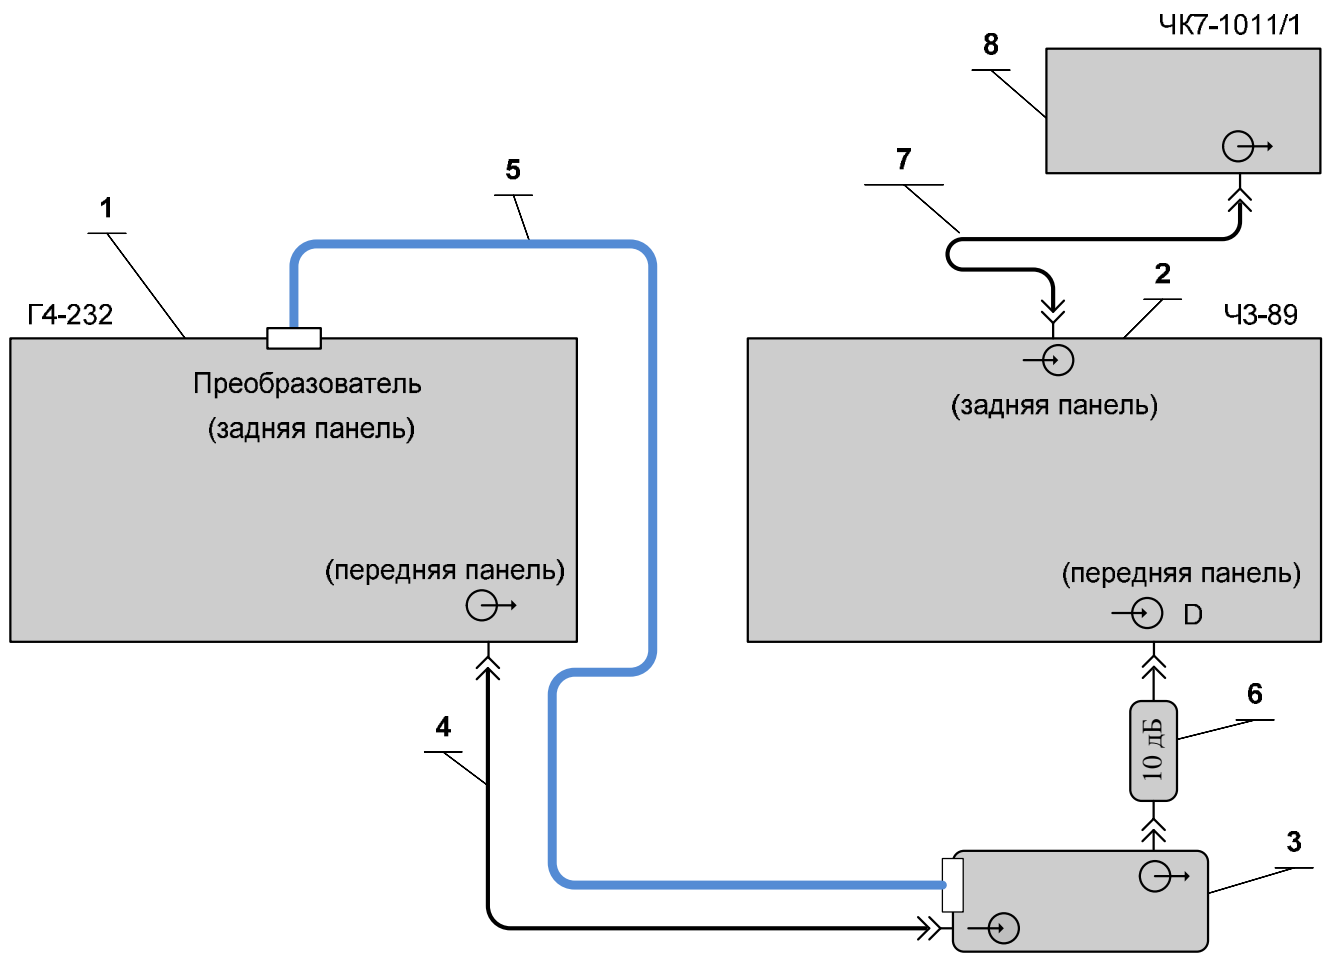 ЧК7-1011/1
8
7
5
1
2
Г4-232
ЧЗ-89
Преобразователь
(задняя панель)
(задняя панель)
(передняя панель)
(передняя панель)
D
6
4
10 дБ
3